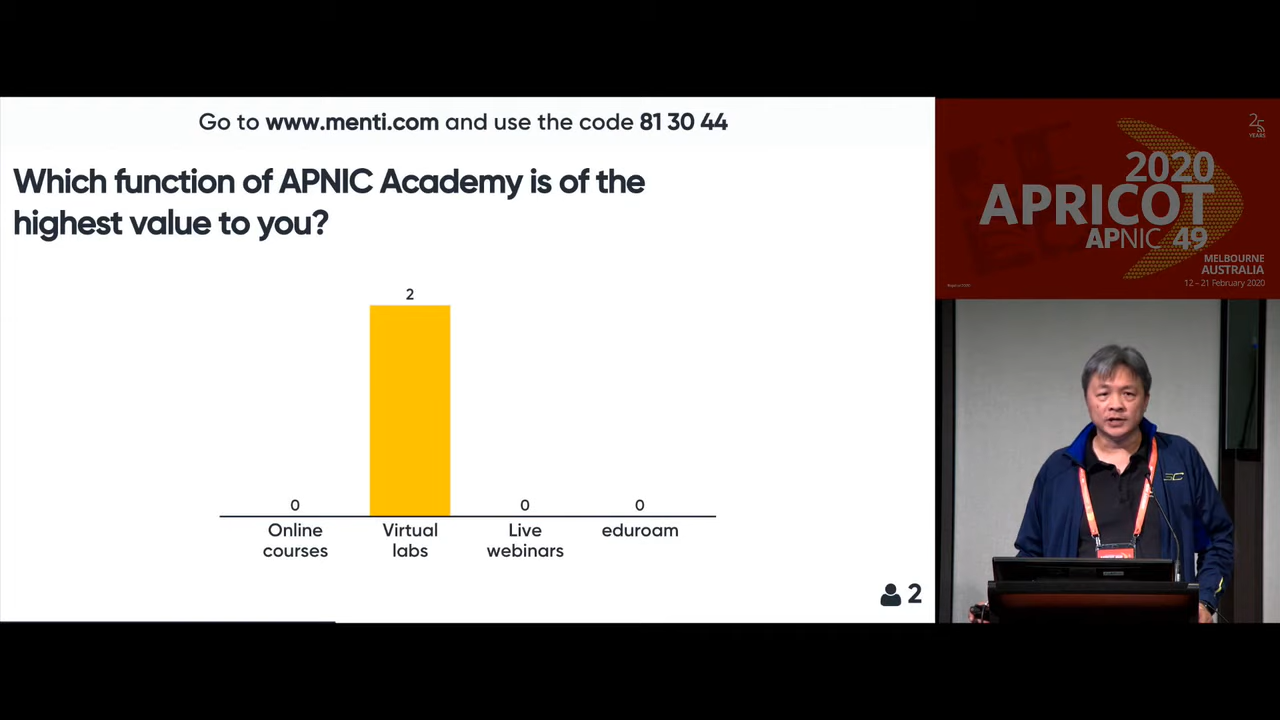 Go to www.menti.com and use the code 81 30 44
Which function of APNIC Academy is of the
highest value to you?
2
0
0
0
Online
courses
Virtual
labs
Live
webinars
eduroam
2
25
YEARS
2020
APRICOT
APNIC 49
MELBOURNE
AUSTRALIA
12 – 21 February 2020